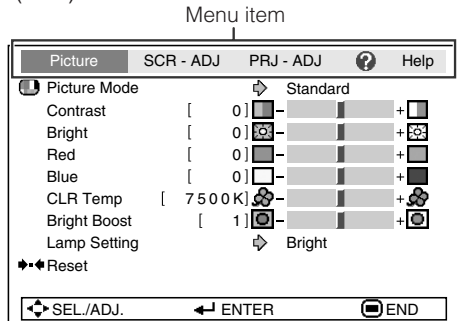 Menu item
Picture SCR - ADJ PRJ - ADJ ? Help
Picture Mode Standard
Contrast [ 0] - +
Bright [ 0] - +
Red [ 0] - +
Blue [ 0] - +
CLR Temp [ 7500K] - +
Bright Boost [ 1] - +
Lamp Setting Bright
Reset
SEL./ADJ. ENTER END